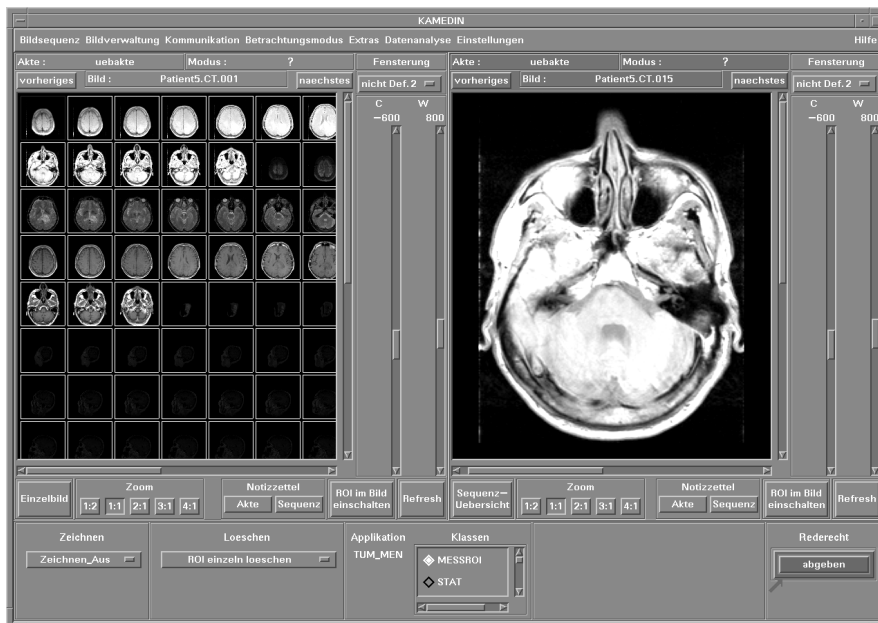 KAMEDIN
Bildsequenz Bildverwaltung Kommunikation Betrachtungsmodus Extras Datenanalyse Einstellungen Hilfe
Akte : uebakte Modus : ? Fensterung
vorheriges Bild : Patient5.CT.001 naechstes nicht Def. 2
C W
-600 800
Einzelbild
Zoom
1:2 1:1 2:1 3:1 4:1
Notizzettel
Akte Sequenz
ROI im Bild
einschalten
Refresh
Akte : uebakte Modus : ? Fensterung
vorheriges Bild : Patient5.CT.015 naechstes nicht Def. 2
C W
-600 800
Sequenz-
Uebersicht
Zoom
1:2 1:1 2:1 3:1 4:1
Notizzettel
Akte Sequenz
ROI im Bild
einschalten
Refresh
Zeichnen
Zeichnen_Aus
Loeschen
ROI einzeln loeschen
Applikation
TUM_MEN
Klassen
MESSROI
STAT
Rederecht
abgeben